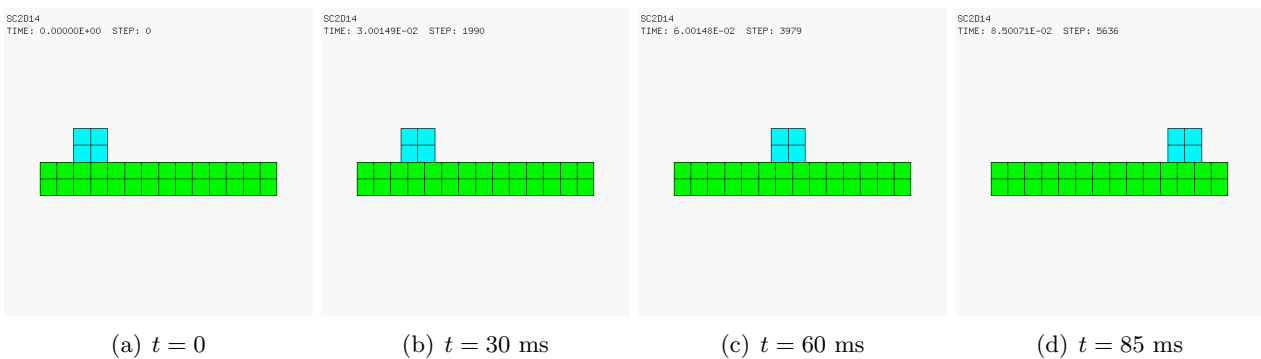 SC2D14
TIME: 0.00000E+00 STEP: 0
SC2D14
TIME: 3.00149E-02 STEP: 1990
SC2D14
TIME: 6.00148E-02 STEP: 3979
SC2D14
TIME: 8.50071E-02 STEP: 5636
(a) t = 0
(b) t = 30 ms
(c) t = 60 ms
(d) t = 85 ms